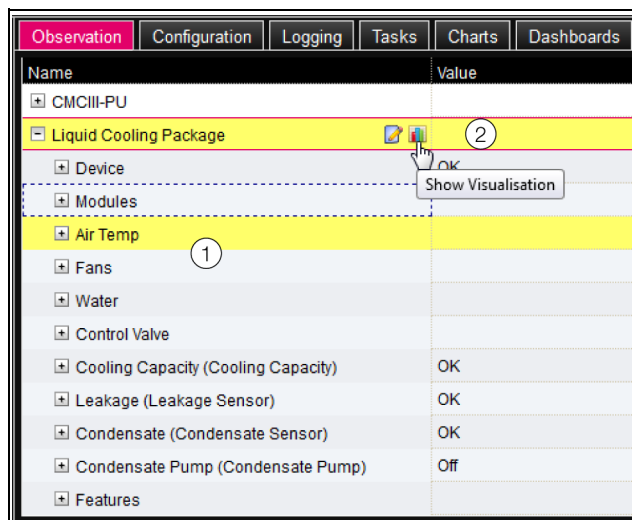 Observation Configuration Logging Tasks Charts Dashboards
Name Value
CMCIII-PU
Liquid Cooling Package 2
Device OK
Show Visualisation
Modules
Air Temp
1
Fans
Water
Control Valve
Cooling Capacity (Cooling Capacity) OK
Leakage (Leakage Sensor) OK
Condensate (Condensate Sensor) OK
Condensate Pump (Condensate Pump) Off
Features